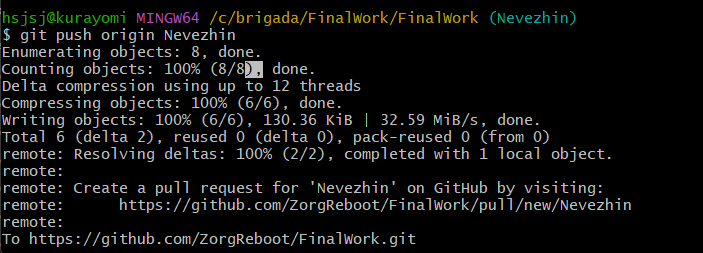 hsjsj@kurayomi MINGW64 /c/brigada/FinalWork/FinalWork (Nevezhin)
$ git push origin Nevezhin
Enumerating objects: 8, done.
Counting objects: 100% (8/8), done.
Delta compression using up to 12 threads
Compressing objects: 100% (6/6), done.
Writing objects: 100% (6/6), 130.36 KiB | 32.59 MiB/s, done.
Total 6 (delta 2), reused 0 (delta 0), pack-reused 0 (from 0)
remote: Resolving deltas: 100% (2/2), completed with 1 local object.
remote:
remote: Create a pull request for 'Nevezhin' on GitHub by visiting:
remote:      https://github.com/ZorgReboot/FinalWork/pull/new/Nevezhin
remote:
To https://github.com/ZorgReboot/FinalWork.git